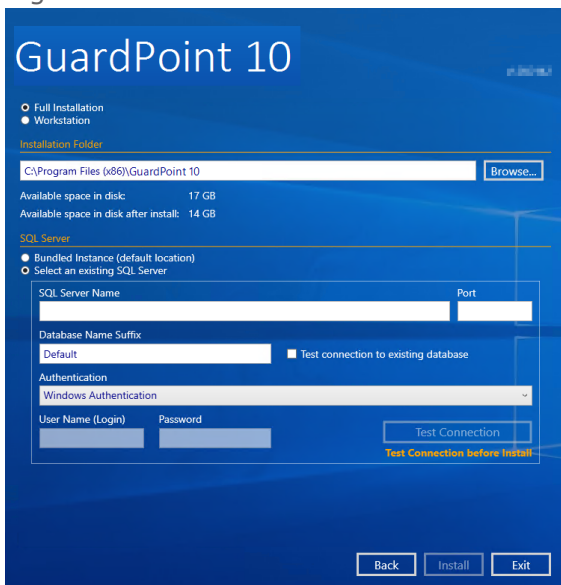 GuardPoint 10
Full Installation
Workstation
Installation Folder
C:\Program Files (x86)\GuardPoint 10
Browse...
Available space in disk: 17 GB
Available space in disk after install: 14 GB
SQL Server
Bundled Instance (default location)
Select an existing SQL Server
SQL Server Name Port
Database Name Suffix
Default Test connection to existing database
Authentication
Windows Authentication
User Name (Login) Password
Test Connection
Test Connection before Install
Back Install Exit